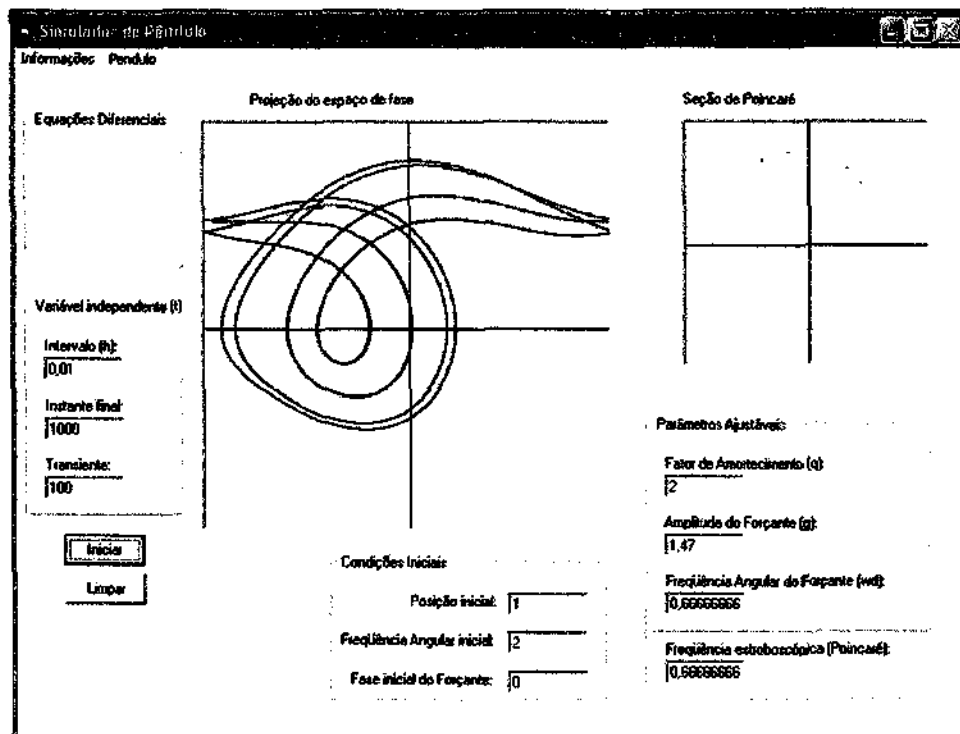 Simulador de Pêndulo
Informações Pendulo
Projeção do espaço de fase
Seção de Poincaré
Equações Diferenciais
Variável independente (t)
Intervalo (h):
0,01
Instante final:
1000
Transiente:
100
Iniciar
Limpar
Condições Iniciais
Posição inicial: 1
Freqüência Angular inicial: 2
Fase inicial do Forçante: 0
Parâmetros Ajustáveis
Fator de Amortecimento (q):
2
Amplitude do Forçante (g):
1,47
Freqüência Angular do Forçante (wd):
0,66666666
Freqüência estroboscópica (Poincaré):
0,66666666